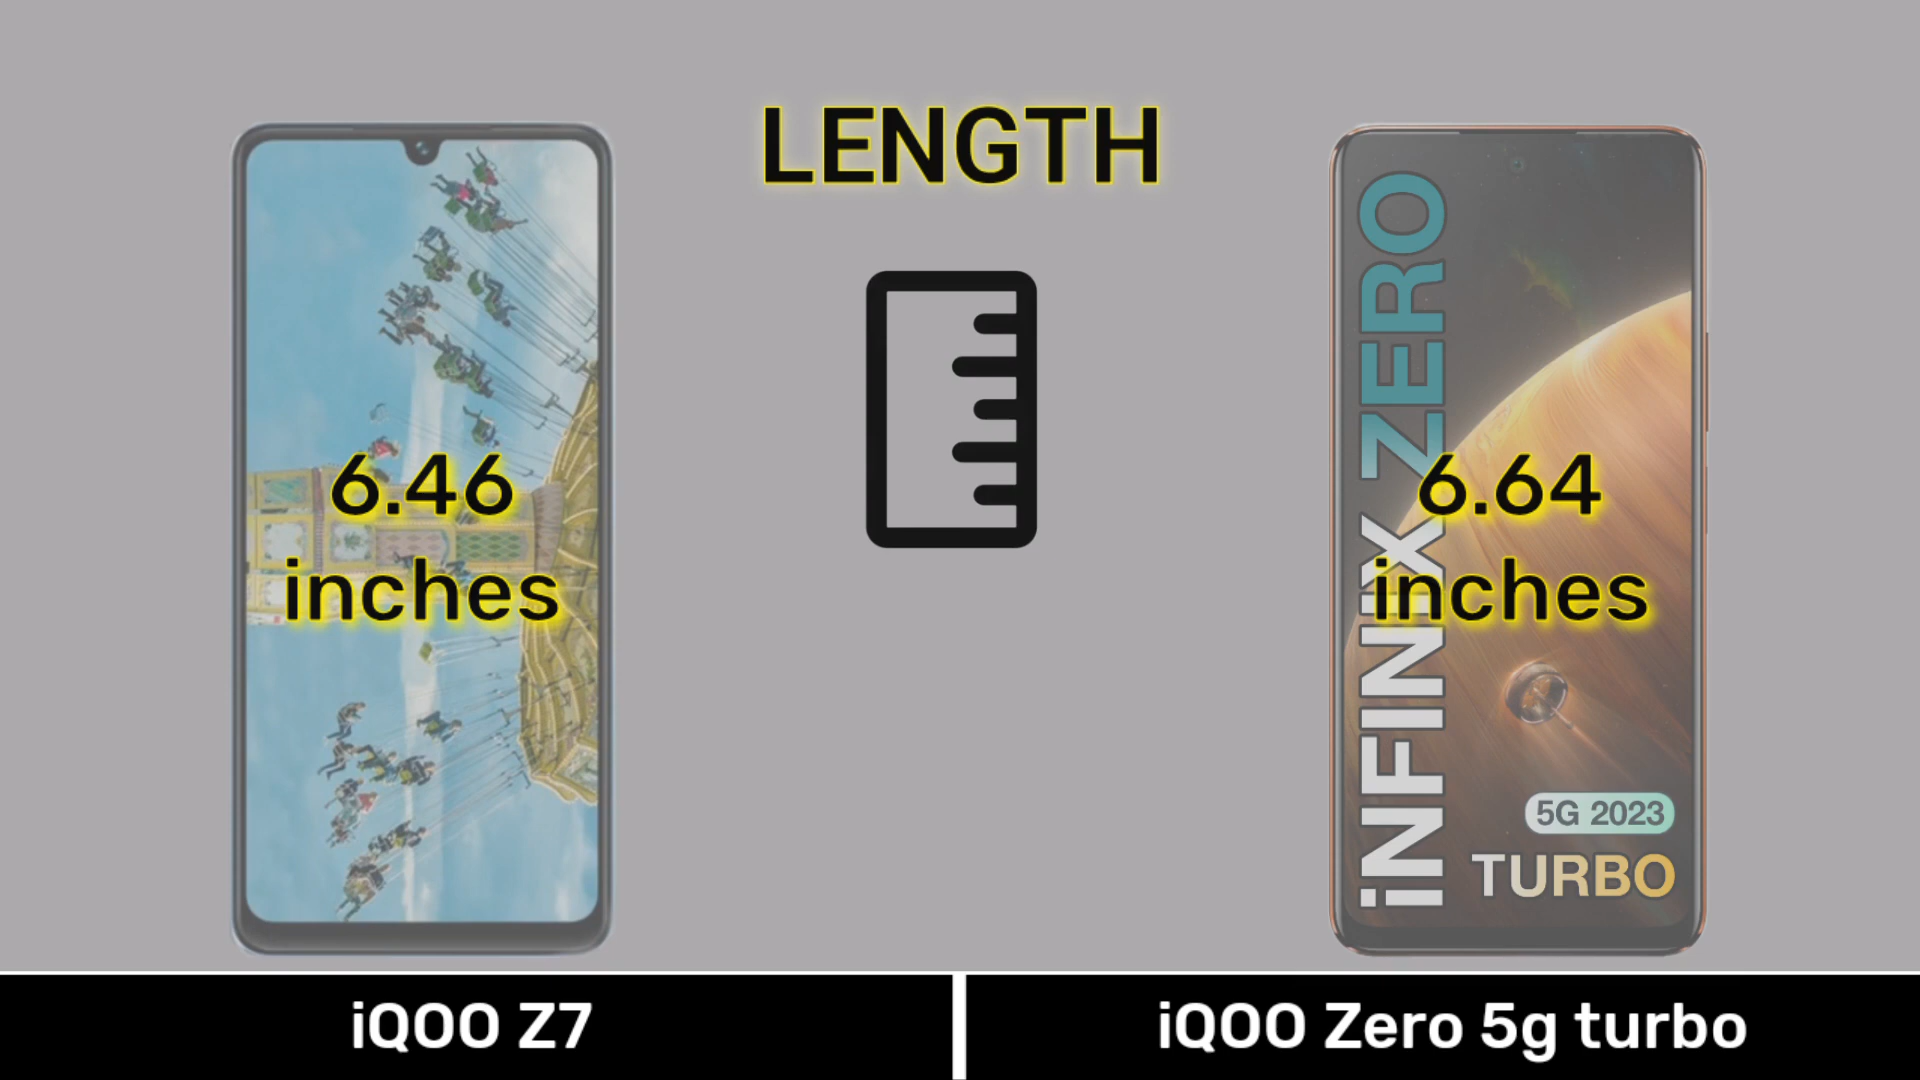 LENGTH
6.46
inches
iNFINIX ZERO
6.64
inches
5G 2023
TURBO
iQOO Z7
iQOO Zero 5g turbo